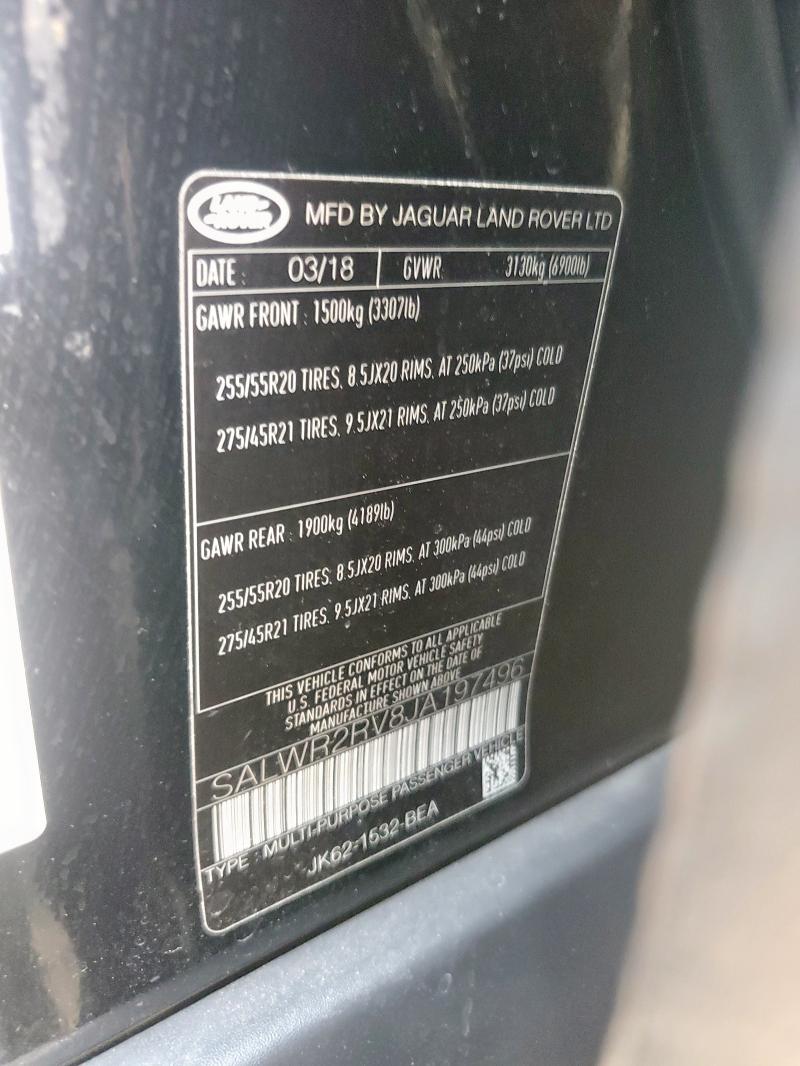 LAND ROVER MFD BY JAGUAR LAND ROVER LTD
DATE : 03/18 GVWR 3130kg (6900lb)
GAWR FRONT : 1500kg (3307lb)
255/55R20 TIRES, 8.5JX20 RIMS, AT 250kPa (37psi) COLD
275/45R21 TIRES, 9.5JX21 RIMS, AT 250kPa (37psi) COLD
GAWR REAR : 1900kg (4189lb)
255/55R20 TIRES, 8.5JX20 RIMS, AT 300kPa (44psi) COLD
275/45R21 TIRES, 9.5JX21 RIMS, AT 300kPa (44psi) COLD
THIS VEHICLE CONFORMS TO ALL APPLICABLE
U.S. FEDERAL MOTOR VEHICLE SAFETY
STANDARDS IN EFFECT ON THE DATE OF
MANUFACTURE SHOWN ABOVE
SALWR2RV8JA197496
TYPE : MULTI-PURPOSE PASSENGER VEHICLE
JK62-1532-BEA